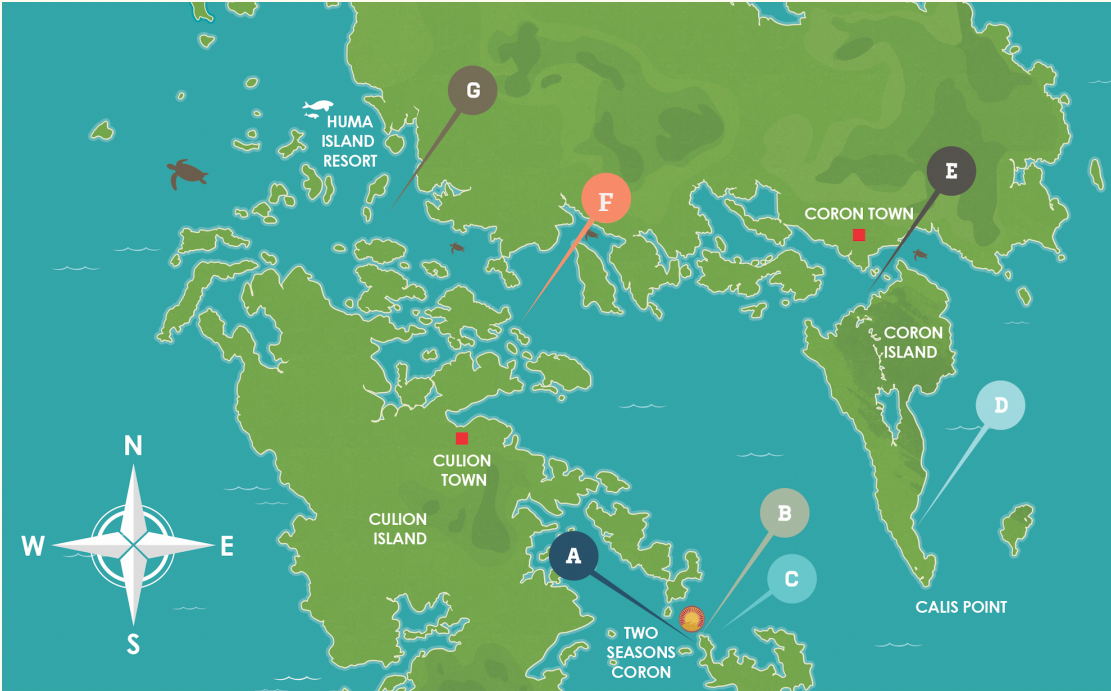 G
HUMA
ISLAND
RESORT
E
F
CORON TOWN
CORON
ISLAND
D
CULION
TOWN
N
W
E
S
CULION
ISLAND
B
A
C
CALIS POINT
TWO
SEASONS
CORON